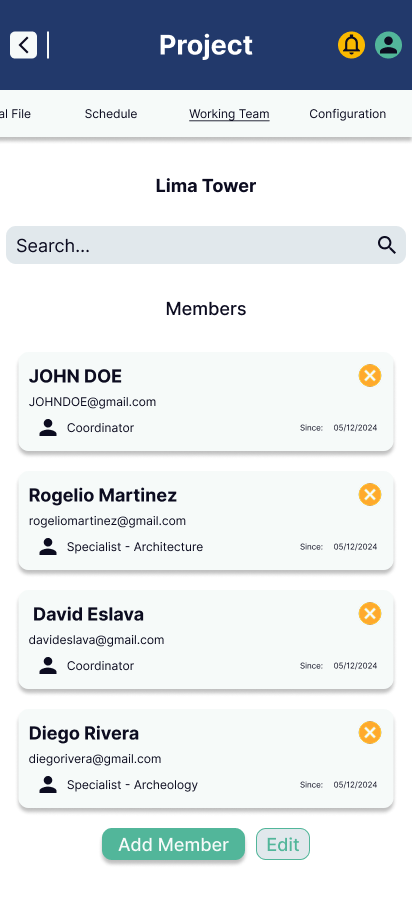 Project
al File Schedule Working Team Configuration
Lima Tower
Search...
Members
JOHN DOE
JOHNDOE@gmail.com
Coordinator Since: 05/12/2024
Rogelio Martinez
rogeliomartinez@gmail.com
Specialist - Architecture Since: 05/12/2024
David Eslava
davideslava@gmail.com
Coordinator Since: 05/12/2024
Diego Rivera
diegorivera@gmail.com
Specialist - Archeology Since: 05/12/2024
Add Member Edit